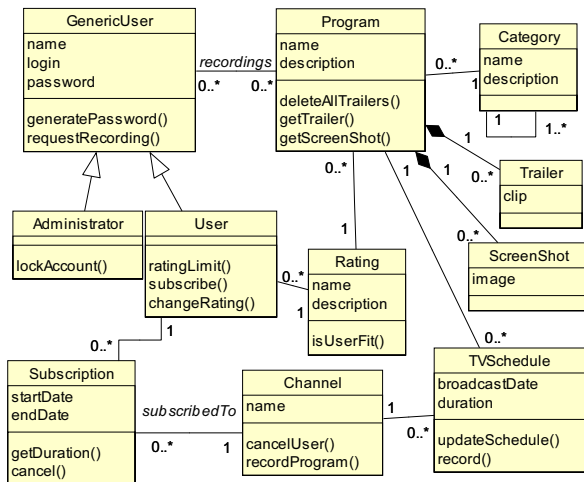 GenericUser
name
login
password
generatePassword()
requestRecording()
recordings
0..*
0..*
Program
name
description
deleteAllTrailers()
getTrailer()
getScreenShot()
0..*
1
Category
name
description
1
1..*
1
0..*
Trailer
clip
1
0..*
ScreenShot
image
0..*
1
1
0..*
Administrator
lockAccount()
User
ratingLimit()
subscribe()
changeRating()
0..*
1
Rating
name
description
isUserFit()
1
0..*
Subscription
startDate
endDate
getDuration()
cancel()
subscribedTo
0..*
1
Channel
name
cancelUser()
recordProgram()
1
0..*
TVSchedule
broadcastDate
duration
updateSchedule()
record()